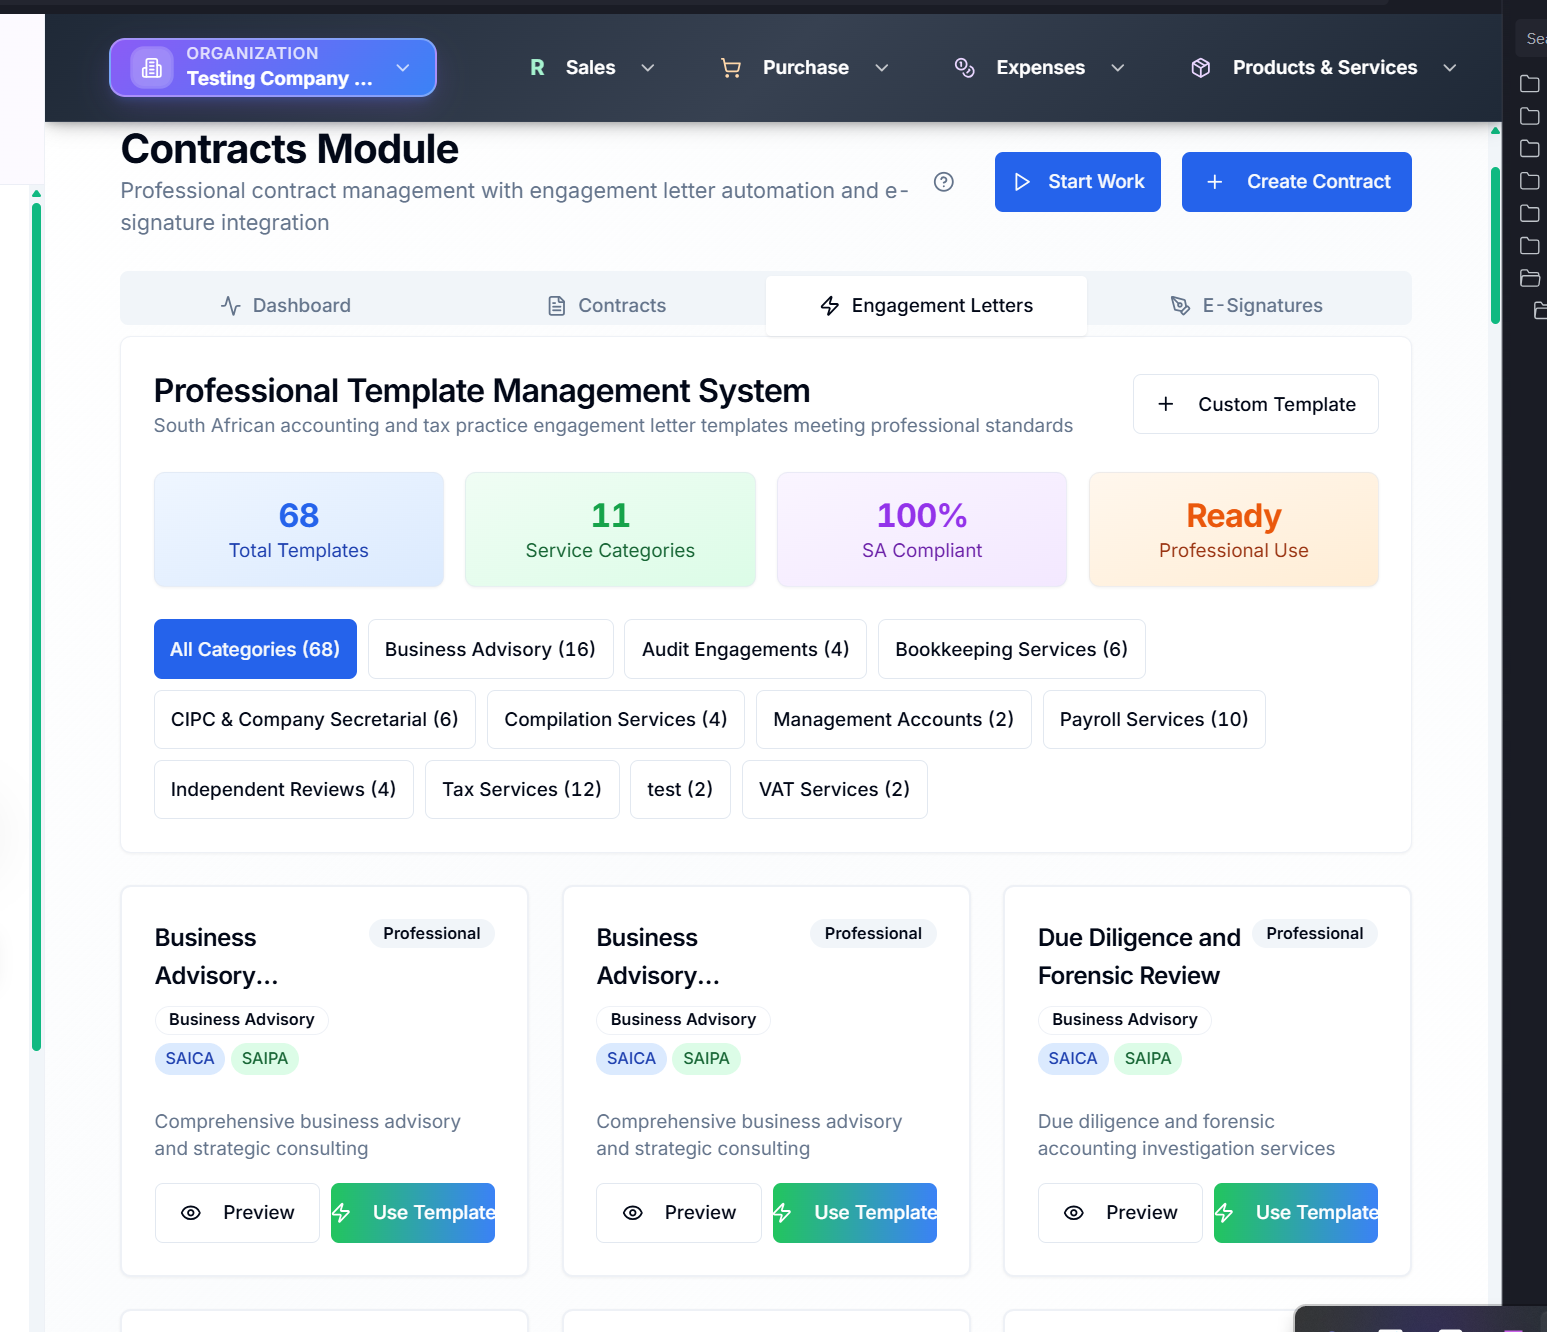 ORGANIZATION
Testing Company ...
R Sales
Purchase
Expenses
Products & Services
Contracts Module
Professional contract management with engagement letter automation and e-
signature integration
Start Work
Create Contract
Dashboard
Contracts
Engagement Letters
E-Signatures
Professional Template Management System
South African accounting and tax practice engagement letter templates meeting professional standards
Custom Template
68
Total Templates
11
Service Categories
100%
SA Compliant
Ready
Professional Use
All Categories (68)
Business Advisory (16)
Audit Engagements (4)
Bookkeeping Services (6)
CIPC & Company Secretarial (6)
Compilation Services (4)
Management Accounts (2)
Payroll Services (10)
Independent Reviews (4)
Tax Services (12)
test (2)
VAT Services (2)
Business
Advisory...
Professional
Business Advisory
SAICA SAIPA
Comprehensive business advisory
and strategic consulting
Preview
Use Template
Business
Advisory...
Professional
Business Advisory
SAICA SAIPA
Comprehensive business advisory
and strategic consulting
Preview
Use Template
Due Diligence and
Forensic Review
Professional
Business Advisory
SAICA SAIPA
Due diligence and forensic
accounting investigation services
Preview
Use Template